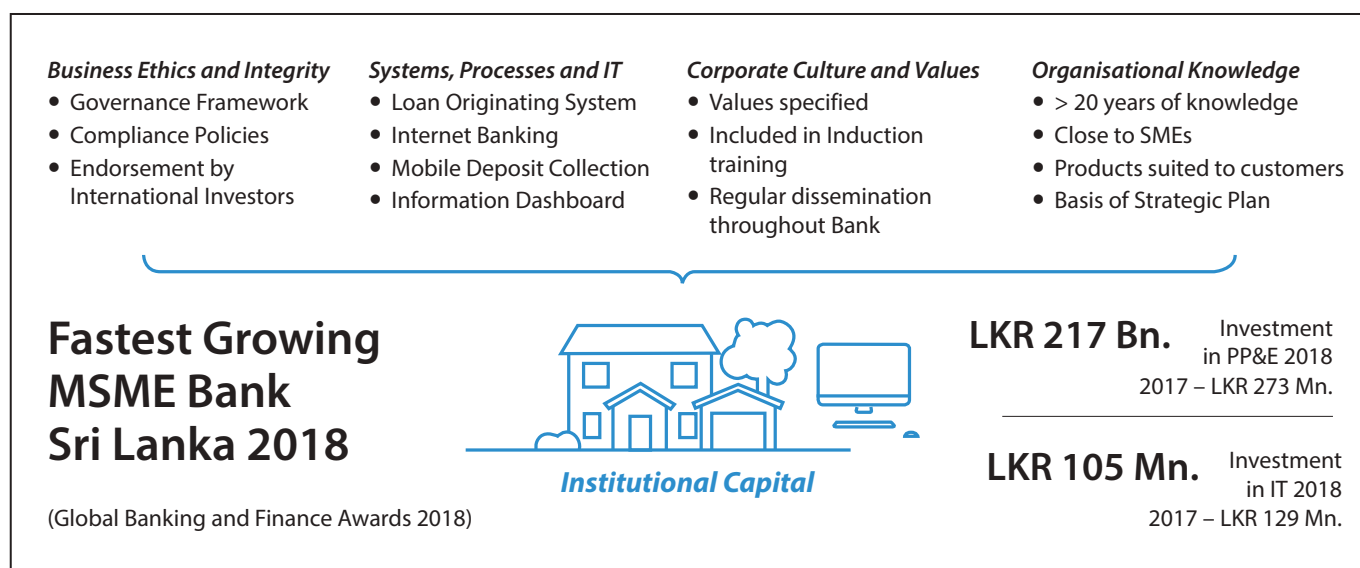 Business Ethics and Integrity
• Governance Framework
• Compliance Policies
• Endorsement by
International Investors
Systems, Processes and IT
• Loan Originating System
• Internet Banking
• Mobile Deposit Collection
• Information Dashboard
Corporate Culture and Values
• Values specified
• Included in Induction
training
• Regular dissemination
throughout Bank
Organisational Knowledge
• > 20 years of knowledge
• Close to SMEs
• Products suited to customers
• Basis of Strategic Plan
Fastest Growing
MSME Bank
Sri Lanka 2018
(Global Banking and Finance Awards 2018)
Institutional Capital
LKR 217 Bn.
Investment
in PP&E 2018
2017 – LKR 273 Mn.
LKR 105 Mn.
Investment
in IT 2018
2017 – LKR 129 Mn.